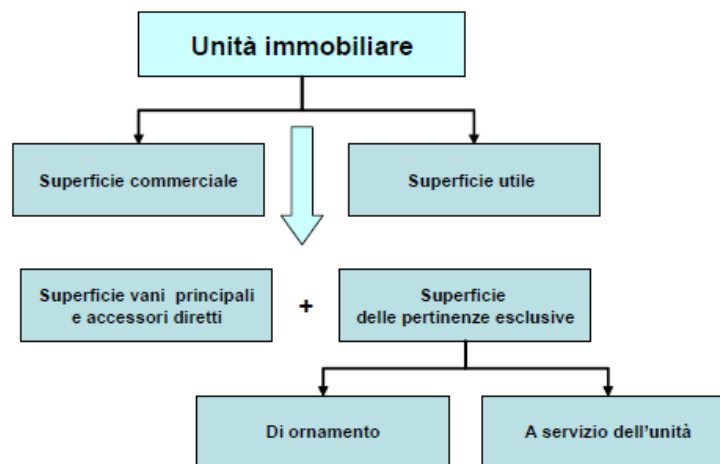 Unità immobiliare
Superficie commerciale
Superficie utile
Superficie vani principali
e accessori diretti
+
Superficie
delle pertinenze esclusive
Di ornamento
A servizio dell'unità